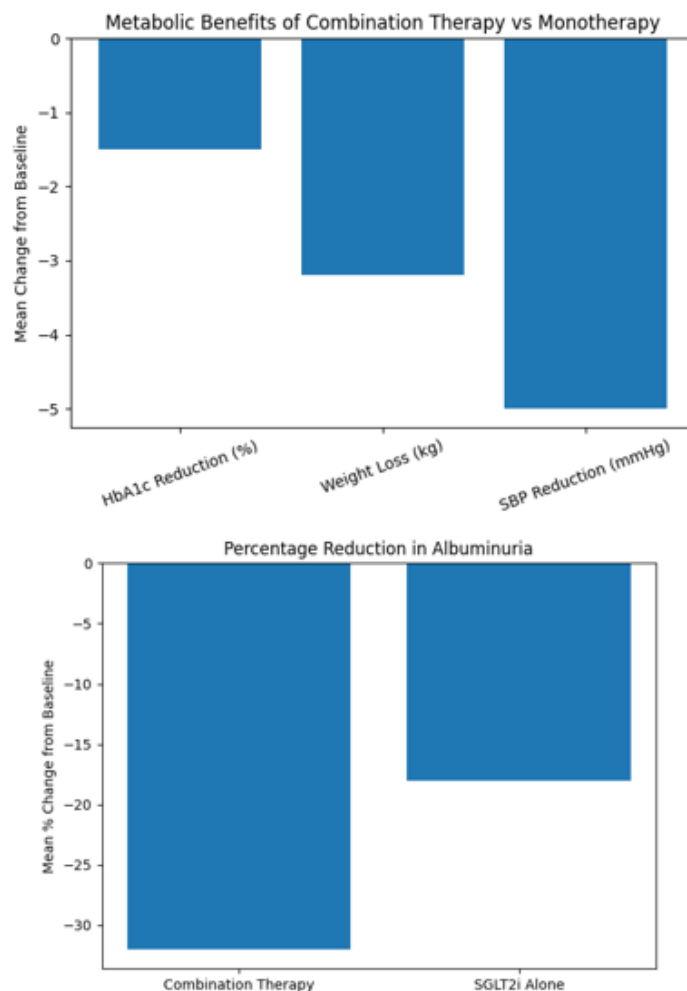 Metabolic Benefits of Combination Therapy vs Monotherapy
Mean Change from Baseline
0
−1
−2
−3
−4
−5
HbA1c Reduction (%)
Weight Loss (kg)
SBP Reduction (mmHg)
Percentage Reduction in Albuminuria
Mean % Change from Baseline
0
−5
−10
−15
−20
−25
−30
Combination Therapy
SGLT2i Alone